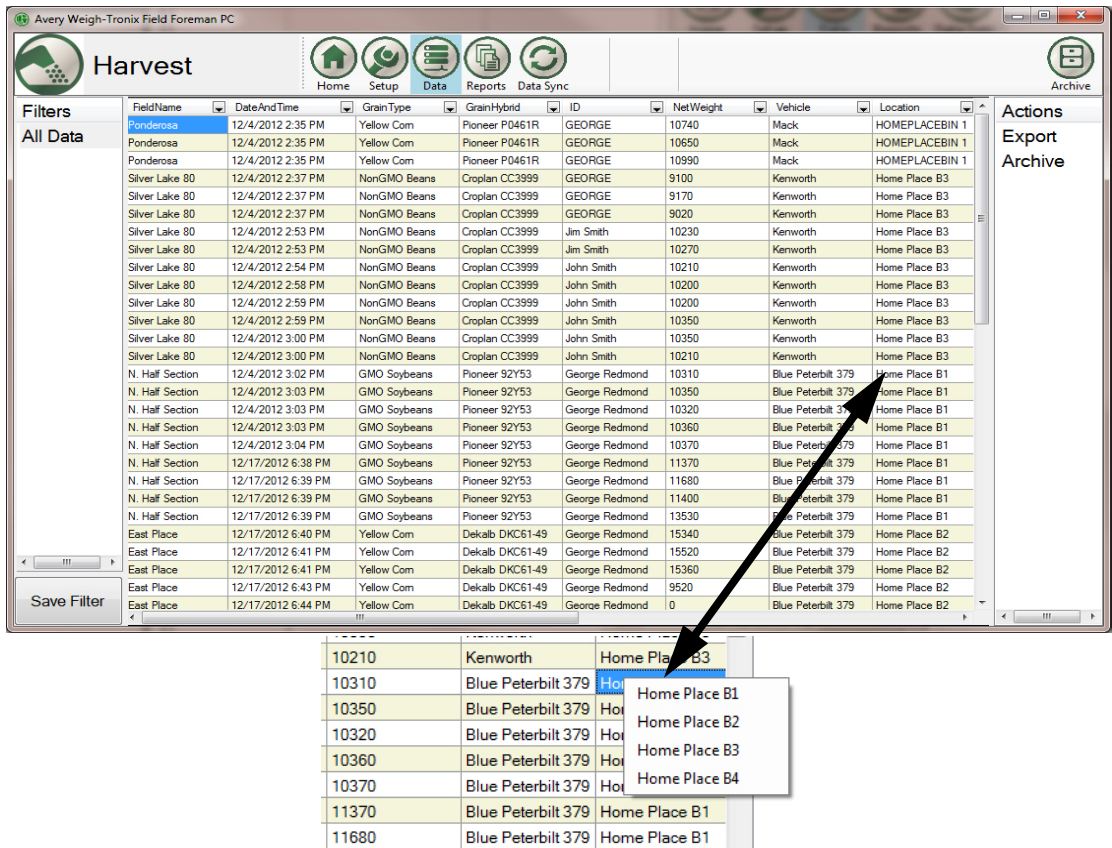 Avery Weigh-Tronix Field Foreman PC
Harvest
Home Setup Data Reports Data Sync
Archive
Filters
All Data
Save Filter
FieldName DateAndTime GrainType GrainHybrid ID NetWeight Vehicle Location
Ponderosa 12/4/2012 2:35 PM Yellow Corn Pioneer P0461R GEORGE 10740 Mack HOMEPLACEBIN 1
Ponderosa 12/4/2012 2:35 PM Yellow Corn Pioneer P0461R GEORGE 10650 Mack HOMEPLACEBIN 1
Ponderosa 12/4/2012 2:35 PM Yellow Corn Pioneer P0461R GEORGE 10990 Mack HOMEPLACEBIN 1
Silver Lake 80 12/4/2012 2:37 PM NonGMO Beans Croplan CC3999 GEORGE 9100 Kenworth Home Place B3
Silver Lake 80 12/4/2012 2:37 PM NonGMO Beans Croplan CC3999 GEORGE 9170 Kenworth Home Place B3
Silver Lake 80 12/4/2012 2:37 PM NonGMO Beans Croplan CC3999 GEORGE 9020 Kenworth Home Place B3
Silver Lake 80 12/4/2012 2:53 PM NonGMO Beans Croplan CC3999 Jim Smith 10230 Kenworth Home Place B3
Silver Lake 80 12/4/2012 2:53 PM NonGMO Beans Croplan CC3999 Jim Smith 10270 Kenworth Home Place B3
Silver Lake 80 12/4/2012 2:54 PM NonGMO Beans Croplan CC3999 John Smith 10210 Kenworth Home Place B3
Silver Lake 80 12/4/2012 2:58 PM NonGMO Beans Croplan CC3999 John Smith 10200 Kenworth Home Place B3
Silver Lake 80 12/4/2012 2:59 PM NonGMO Beans Croplan CC3999 John Smith 10200 Kenworth Home Place B3
Silver Lake 80 12/4/2012 2:59 PM NonGMO Beans Croplan CC3999 John Smith 10350 Kenworth Home Place B3
Silver Lake 80 12/4/2012 3:00 PM NonGMO Beans Croplan CC3999 John Smith 10350 Kenworth Home Place B3
Silver Lake 80 12/4/2012 3:00 PM NonGMO Beans Croplan CC3999 John Smith 10210 Kenworth Home Place B3
N. Half Section 12/4/2012 3:02 PM GMO Soybeans Pioneer 92Y53 George Redmond 10310 Blue Peterbilt 379 Home Place B1
N. Half Section 12/4/2012 3:03 PM GMO Soybeans Pioneer 92Y53 George Redmond 10350 Blue Peterbilt 379 Home Place B1
N. Half Section 12/4/2012 3:03 PM GMO Soybeans Pioneer 92Y53 George Redmond 10320 Blue Peterbilt 379 Home Place B1
N. Half Section 12/4/2012 3:03 PM GMO Soybeans Pioneer 92Y53 George Redmond 10360 Blue Peterbilt 379 Home Place B1
N. Half Section 12/4/2012 3:04 PM GMO Soybeans Pioneer 92Y53 George Redmond 10370 Blue Peterbilt 379 Home Place B1
N. Half Section 12/17/2012 6:38 PM GMO Soybeans Pioneer 92Y53 George Redmond 11370 Blue Peterbilt 379 Home Place B1
N. Half Section 12/17/2012 6:39 PM GMO Soybeans Pioneer 92Y53 George Redmond 11680 Blue Peterbilt 379 Home Place B1
N. Half Section 12/17/2012 6:39 PM GMO Soybeans Pioneer 92Y53 George Redmond 11400 Blue Peterbilt 379 Home Place B1
N. Half Section 12/17/2012 6:39 PM GMO Soybeans Pioneer 92Y53 George Redmond 13530 Blue Peterbilt 379 Home Place B1
East Place 12/17/2012 6:40 PM Yellow Corn Dekalb DKC61-49 George Redmond 15340 Blue Peterbilt 379 Home Place B2
East Place 12/17/2012 6:41 PM Yellow Corn Dekalb DKC61-49 George Redmond 15520 Blue Peterbilt 379 Home Place B2
East Place 12/17/2012 6:41 PM Yellow Corn Dekalb DKC61-49 George Redmond 15360 Blue Peterbilt 379 Home Place B2
East Place 12/17/2012 6:43 PM Yellow Corn Dekalb DKC61-49 George Redmond 9520 Blue Peterbilt 379 Home Place B2
East Place 12/17/2012 6:44 PM Yellow Corn Dekalb DKC61-49 George Redmond 0 Blue Peterbilt 379 Home Place B2
Actions
Export
Archive
10210 Kenworth Home Place B3
10310 Blue Peterbilt 379
10350 Blue Peterbilt 379
10320 Blue Peterbilt 379
10360 Blue Peterbilt 379
10370 Blue Peterbilt 379
11370 Blue Peterbilt 379 Home Place B1
11680 Blue Peterbilt 379 Home Place B1
Home Place B1
Home Place B2
Home Place B3
Home Place B4